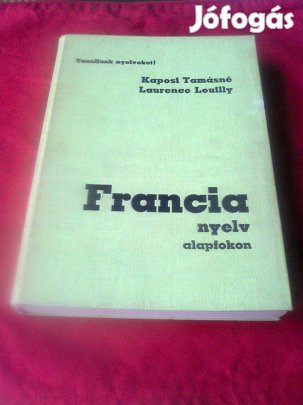 Jófogás
Tanuljunk nyelveket!
Kaposi Tamásné
Laurence Leuilly
Francia
nyelv
alapfokon